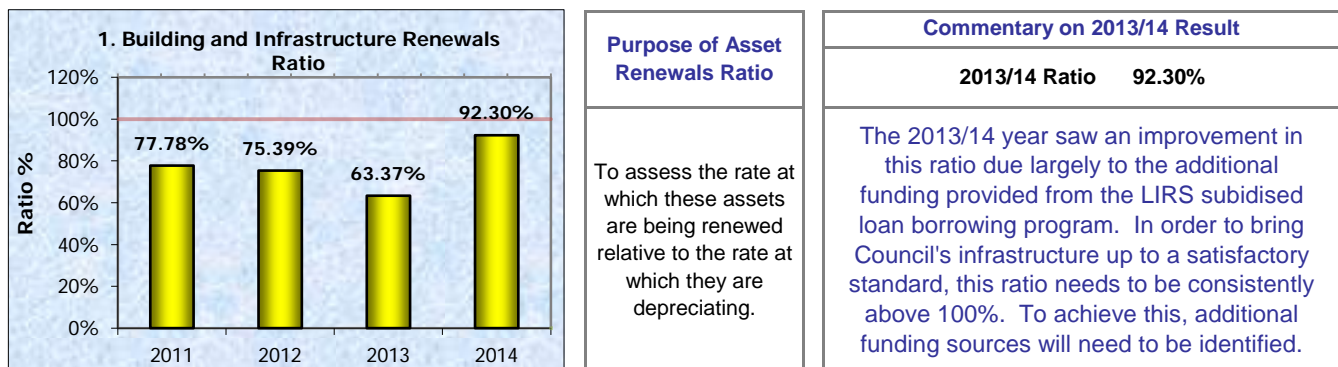 1. Building and Infrastructure Renewals
Ratio
120%
100%
80%
60%
40%
20%
0%
Ratio %
77.78%
75.39%
63.37%
92.30%
2011
2012
2013
2014
Purpose of Asset
Renewals Ratio
To assess the rate at
which these assets
are being renewed
relative to the rate at
which they are
depreciating.
Commentary on 2013/14 Result
2013/14 Ratio 92.30%
The 2013/14 year saw an improvement in
this ratio due largely to the additional
funding provided from the LIRS subidised
loan borrowing program. In order to bring
Council's infrastructure up to a satisfactory
standard, this ratio needs to be consistently
above 100%. To achieve this, additional
funding sources will need to be identified.